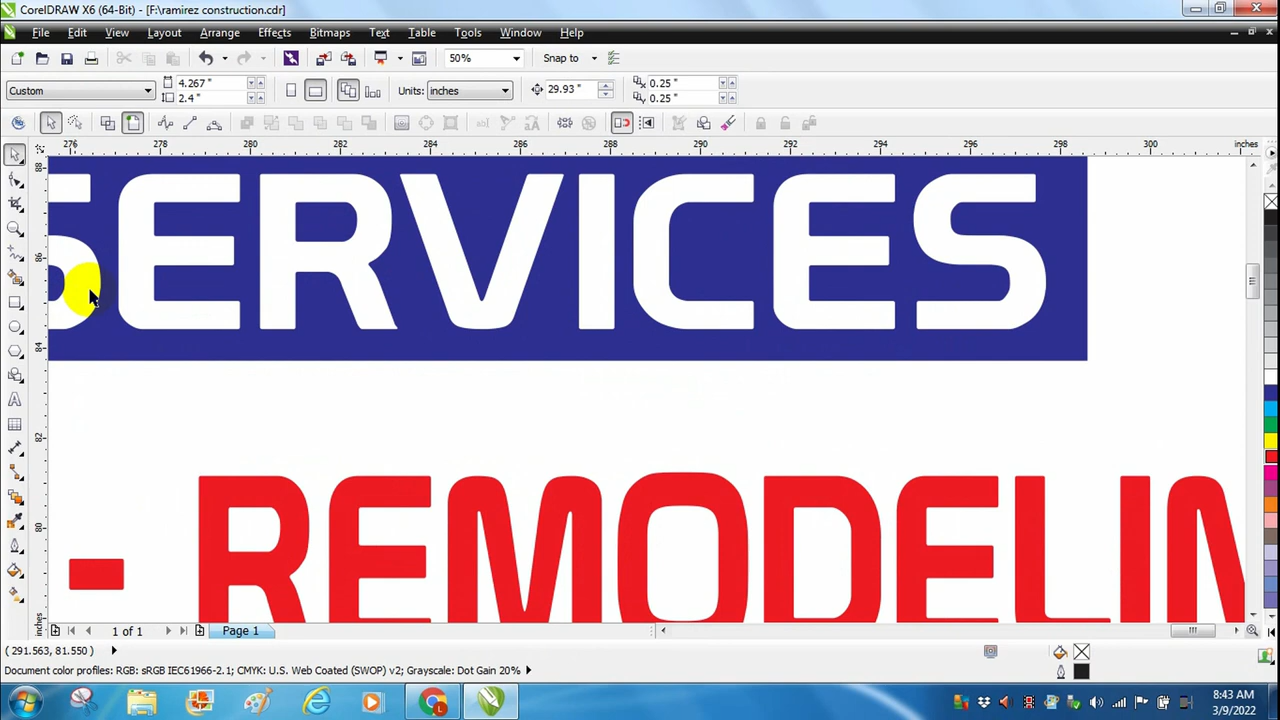 CorelDRAW X6 (64-Bit) - [F:\ramirez construction.cdr]
File Edit View Layout Arrange Effects Bitmaps Text Table Tools Window Help
50% Snap to
Custom 4.267 " 2.4 " Units: inches 29.93 " 0.25 " 0.25 "
276 278 280 282 284 286 288 290 292 294 296 298 300 inches
88
86
84
82
80
inches
SERVICES
- REMODELIN
1 of 1 Page 1
( 291.563, 81.550 )
Document color profiles: RGB: sRGB IEC61966-2.1; CMYK: U.S. Web Coated (SWOP) v2; Grayscale: Dot Gain 20%
8:43 AM
3/9/2022